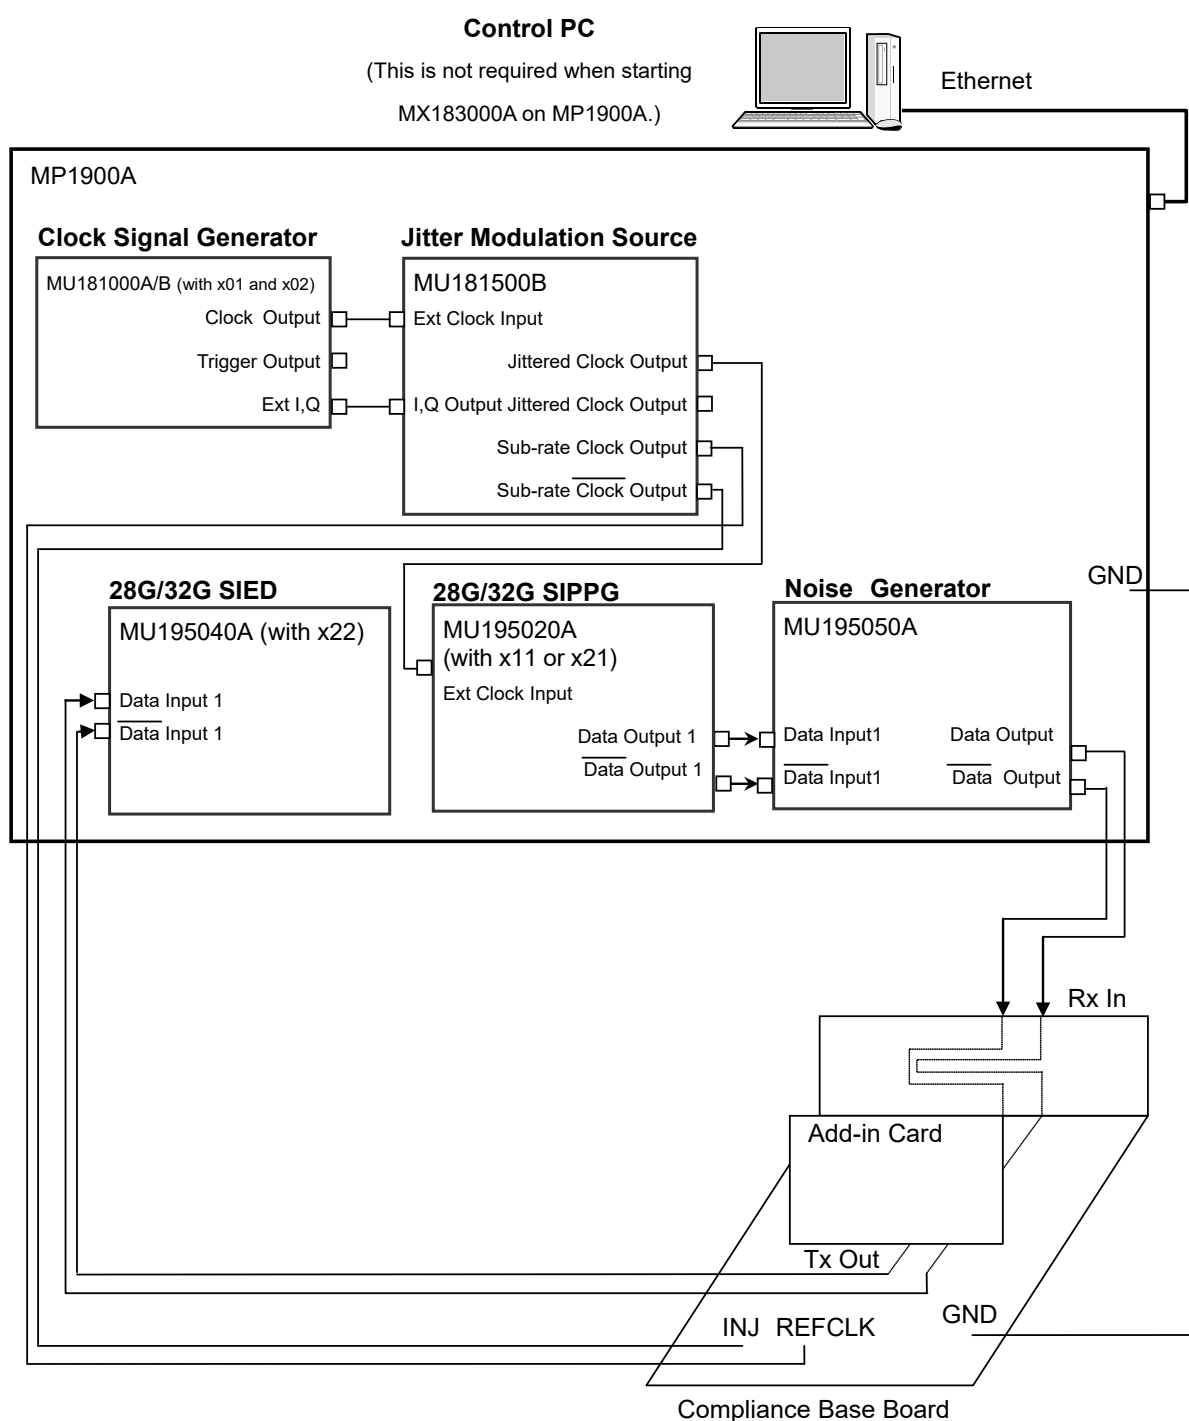 Control PC
(This is not required when starting
MX183000A on MP1900A.)
Ethernet
MP1900A
Clock Signal Generator
MU181000A/B (with x01 and x02)
Clock Output
Trigger Output
Ext I,Q
Jitter Modulation Source
MU181500B
Ext Clock Input
Jittered Clock Output
I,Q Output Jittered Clock Output
Sub-rate Clock Output
Sub-rate Clock Output
GND
28G/32G SIED
MU195040A (with x22)
Data Input 1
Data Input 1
28G/32G SIPPG
MU195020A
(with x11 or x21)
Ext Clock Input
Data Output 1
Data Output 1
Noise Generator
MU195050A
Data Input1 Data Output
Data Input1 Data Output
Rx In
Add-in Card
Tx Out
INJ REFCLK
GND
Compliance Base Board